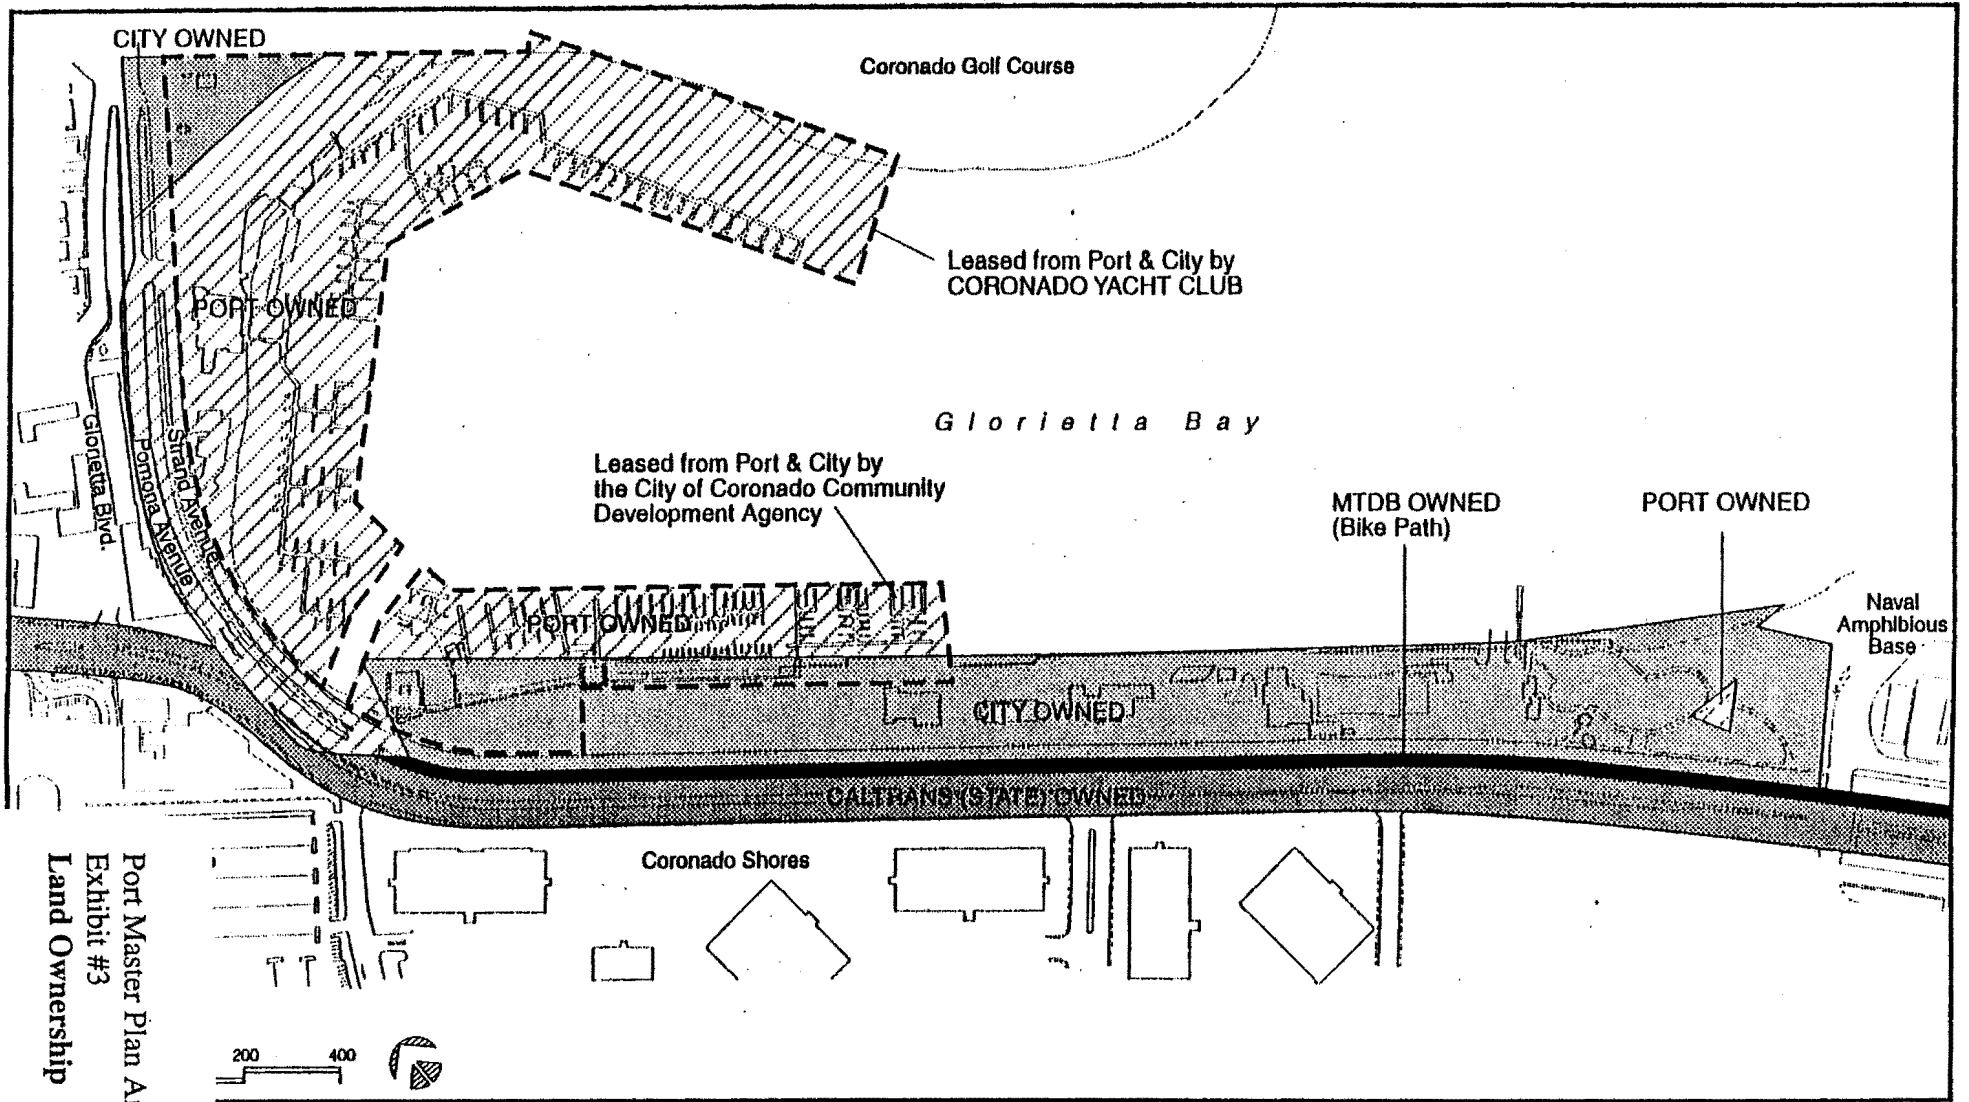 CITY OWNED
Coronado Golf Course
Leased from Port & City by
CORONADO YACHT CLUB
PORT OWNED
Glorietta Bay
Glorietta Blvd.
Pomona Avenue
Strand Avenue
Leased from Port & City by
the City of Coronado Community
Development Agency
MTDB OWNED
(Bike Path)
PORT OWNED
Naval
Amphibious
Base
PORT OWNED
CITY OWNED
CALTRANS (STATE) OWNED
Coronado Shores
Port Master Plan
Exhibit #3
Land Ownership
200 400